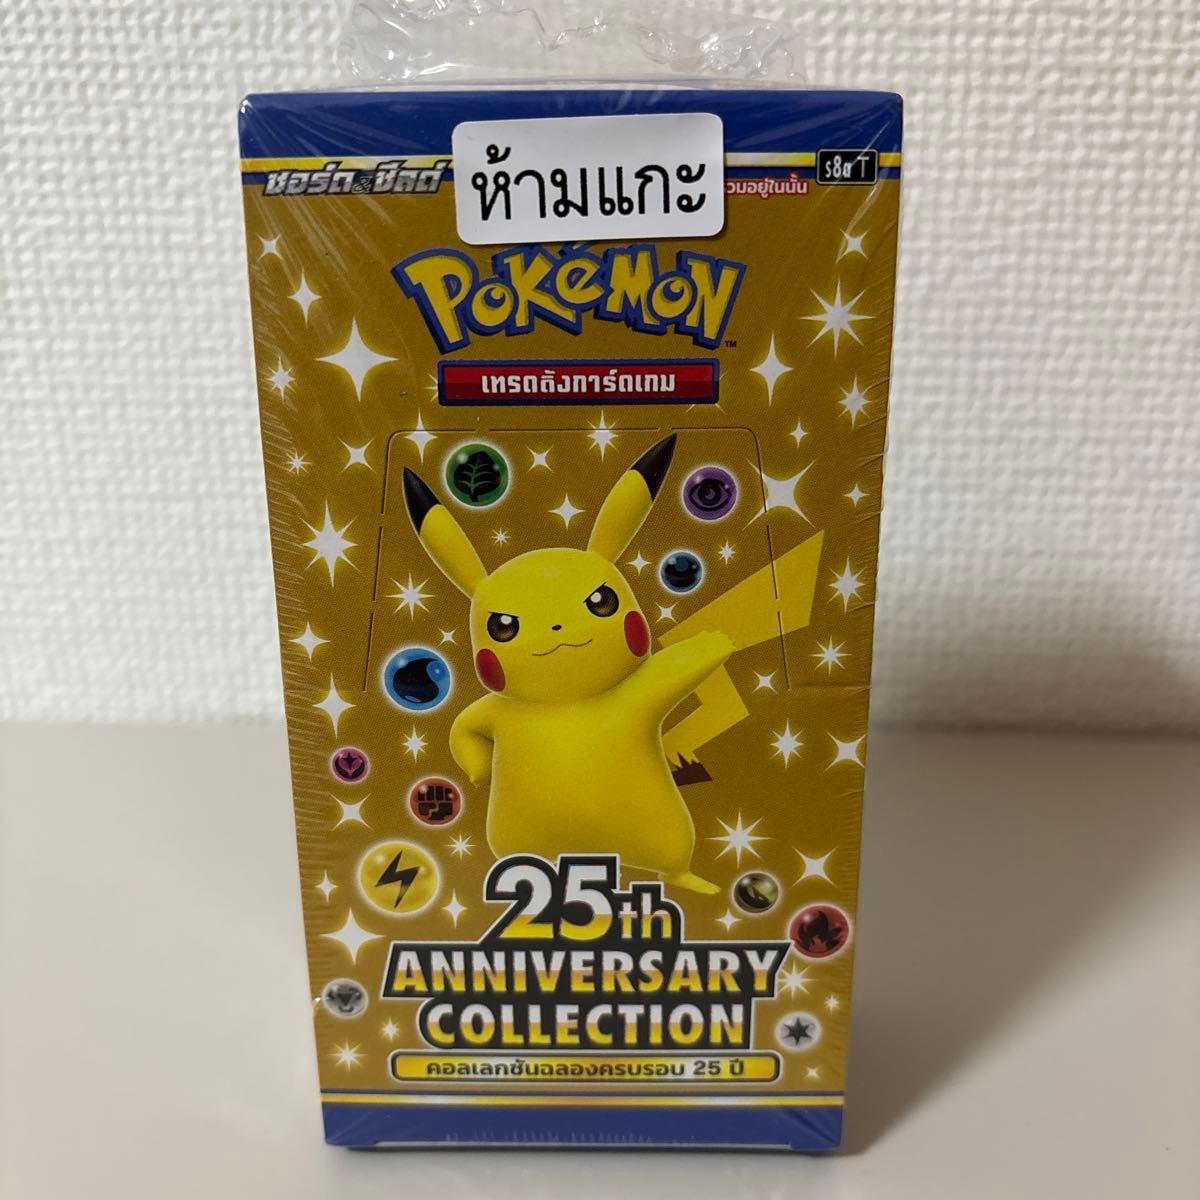 ห้ามแกะ
ซอร์ด & ชีลด์
วมอยู่ในนั้น
s8a T
POKéMON
TM
เทรดดิ้งการ์ดเกม
25th
ANNIVERSARY
COLLECTION
คอลเลกชันฉลองครบรอบ 25 ปี